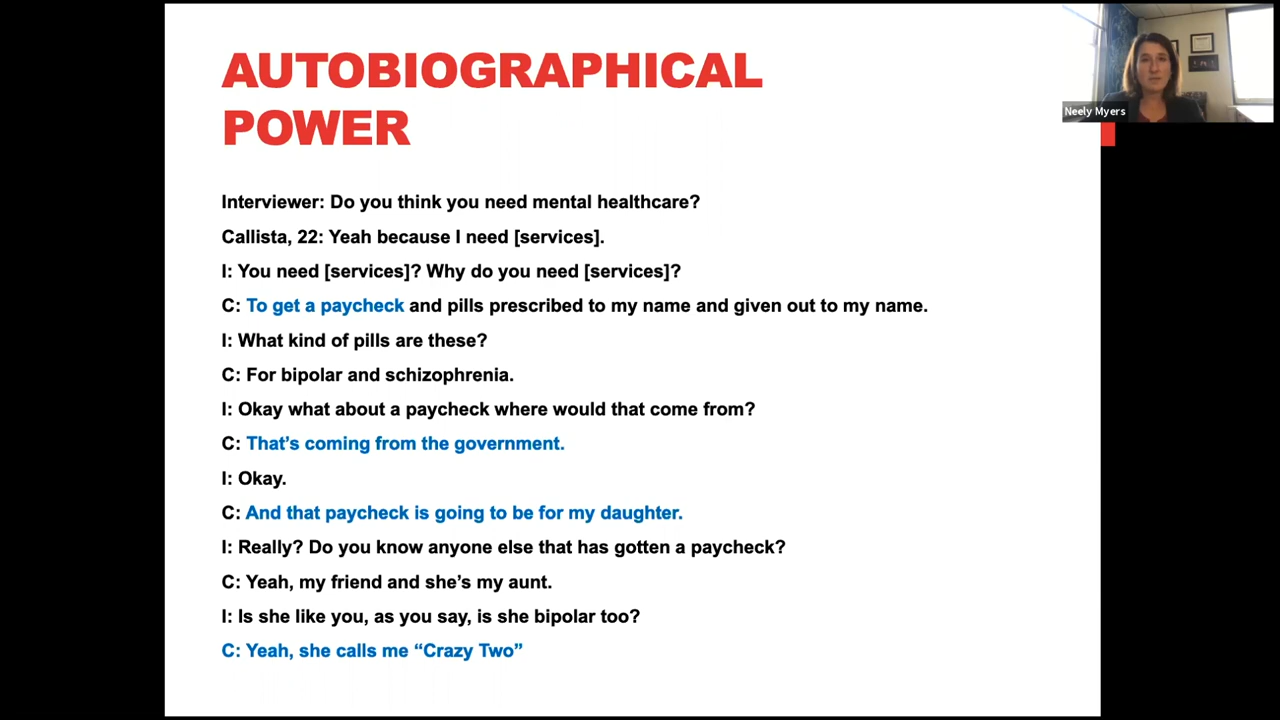 AUTOBIOGRAPHICAL
POWER
Neely Myers
Interviewer: Do you think you need mental healthcare?
Callista, 22: Yeah because I need [services].
I: You need [services]? Why do you need [services]?
C: To get a paycheck and pills prescribed to my name and given out to my name.
I: What kind of pills are these?
C: For bipolar and schizophrenia.
I: Okay what about a paycheck where would that come from?
C: That’s coming from the government.
I: Okay.
C: And that paycheck is going to be for my daughter.
I: Really? Do you know anyone else that has gotten a paycheck?
C: Yeah, my friend and she’s my aunt.
I: Is she like you, as you say, is she bipolar too?
C: Yeah, she calls me “Crazy Two”